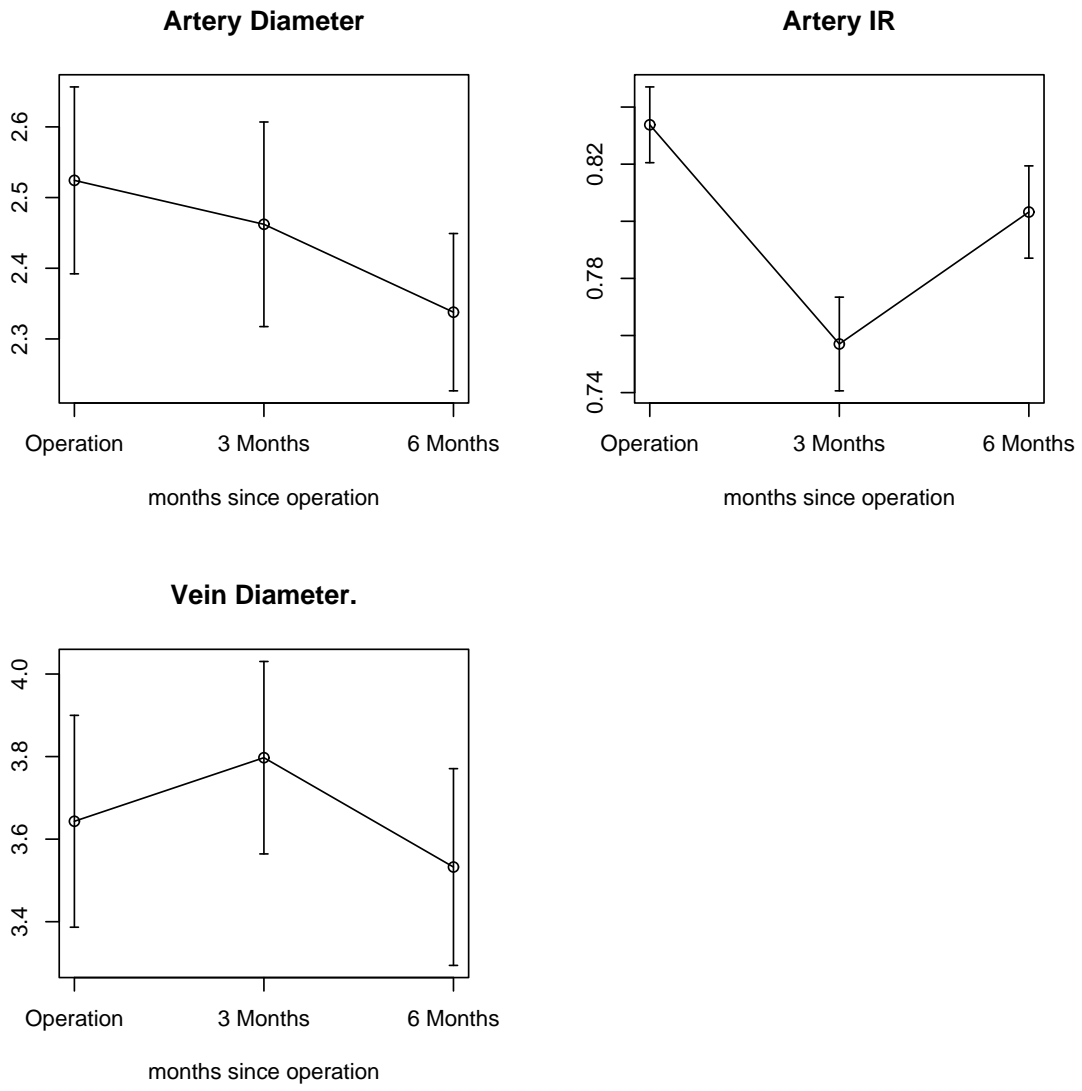 Artery Diameter
2.6
2.5
2.4
2.3
Operation 3 Months 6 Months
months since operation
Artery IR
0.82
0.78
0.74
Operation 3 Months 6 Months
months since operation
Vein Diameter.
4.0
3.8
3.6
3.4
Operation 3 Months 6 Months
months since operation